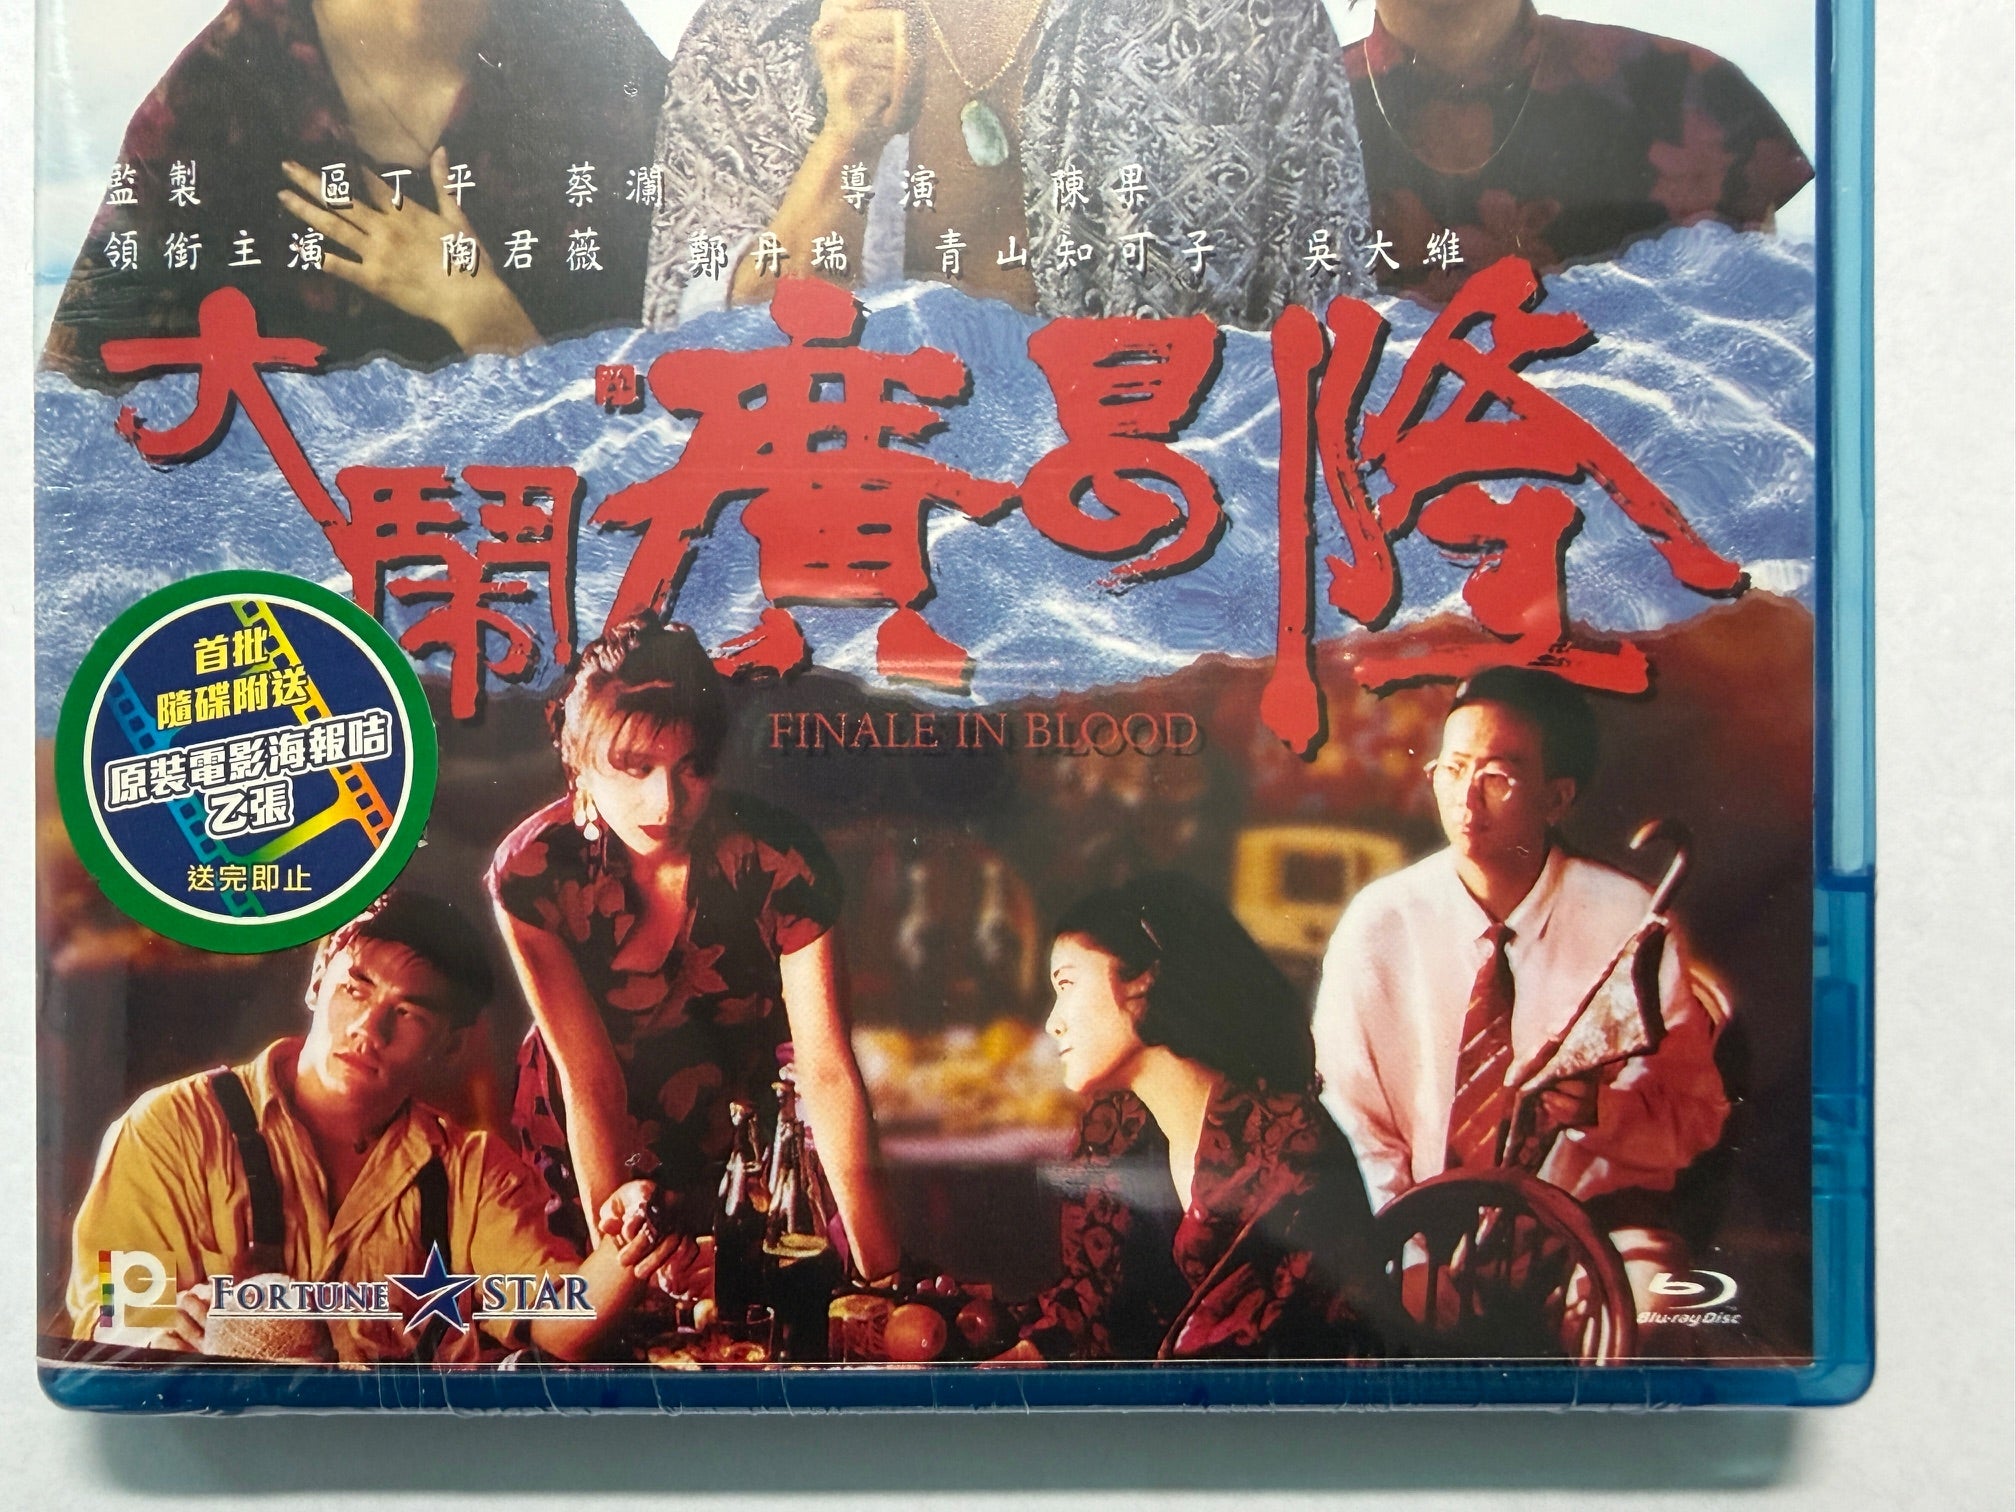 監製 區丁平 蔡瀾 導演 陳果
領銜主演 陶君薇 鄭丹瑞 青山知可子 吳大維
大鬧廣昌隆
FINALE IN BLOOD
首批
隨碟附送
原裝電影海報咭
乙張
送完即止
p FORTUNE STAR
Blu-ray Disc